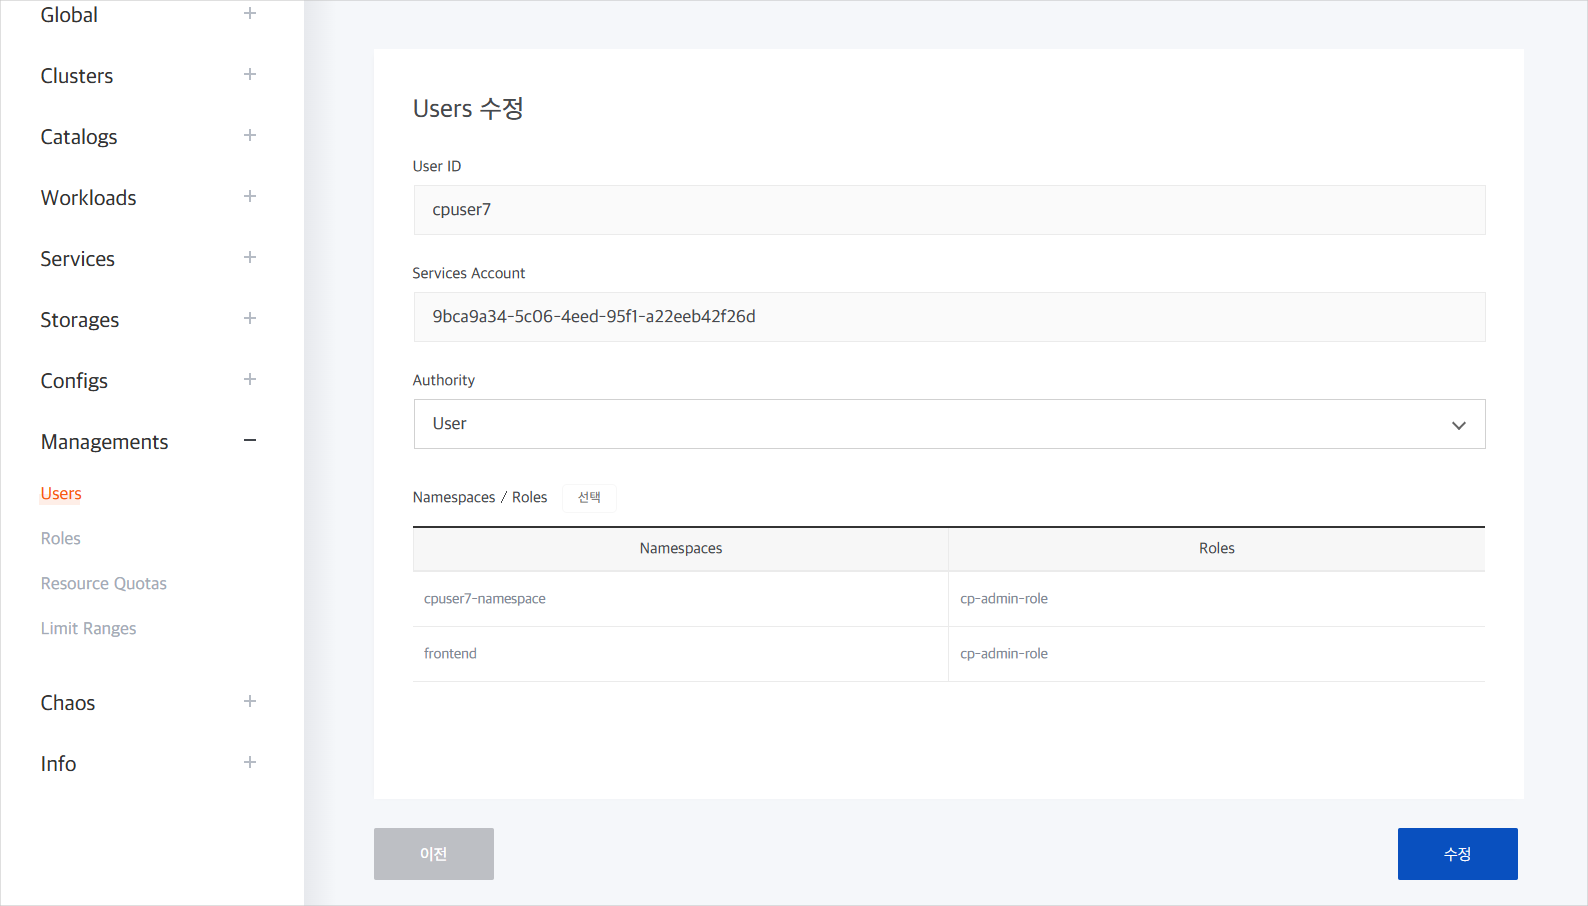 Global
Clusters
Catalogs
Workloads
Services
Storages
Configs
Managements
Users
Roles
Resource Quotas
Limit Ranges
Chaos
Info
Users 수정
User ID
cpuser7
Services Account
9bca9a34-5c06-4eed-95f1-a22eeb42f26d
Authority
User
Namespaces / Roles 선택
Namespaces Roles
cpuser7-namespace cp-admin-role
frontend cp-admin-role
이전 수정